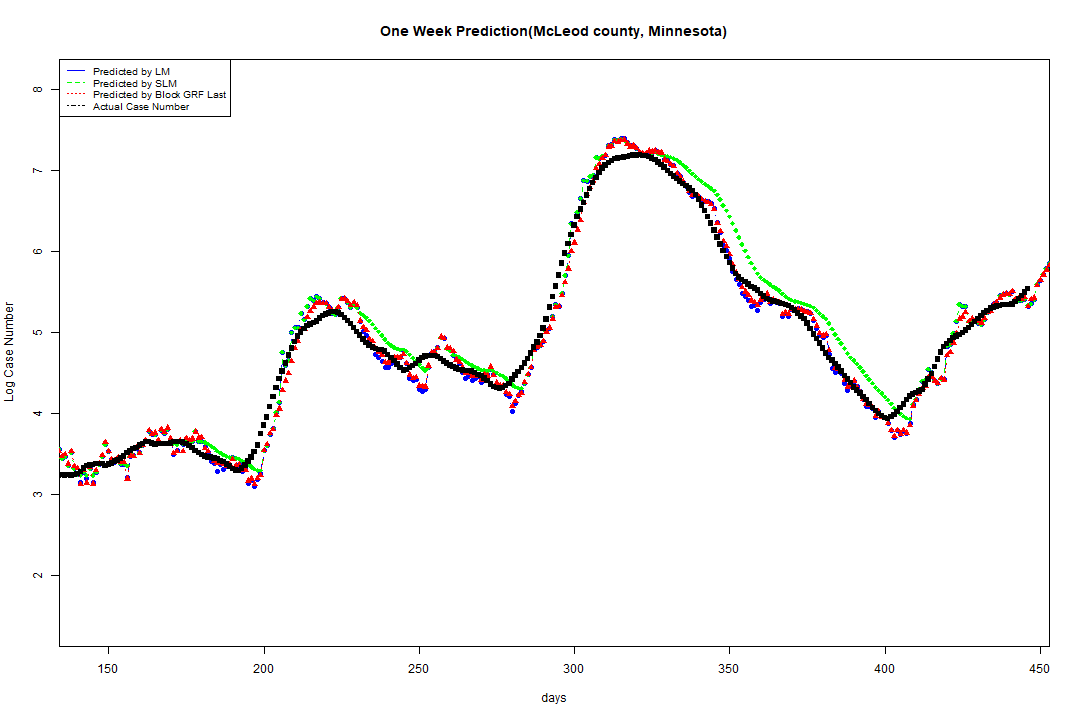 One Week Prediction(McLeod county, Minnesota)
Predicted by LM
Predicted by SLM
Predicted by Block GRF Last
Actual Case Number
8
7
6
5
4
3
2
Log Case Number
150 200 250 300 350 400 450
days